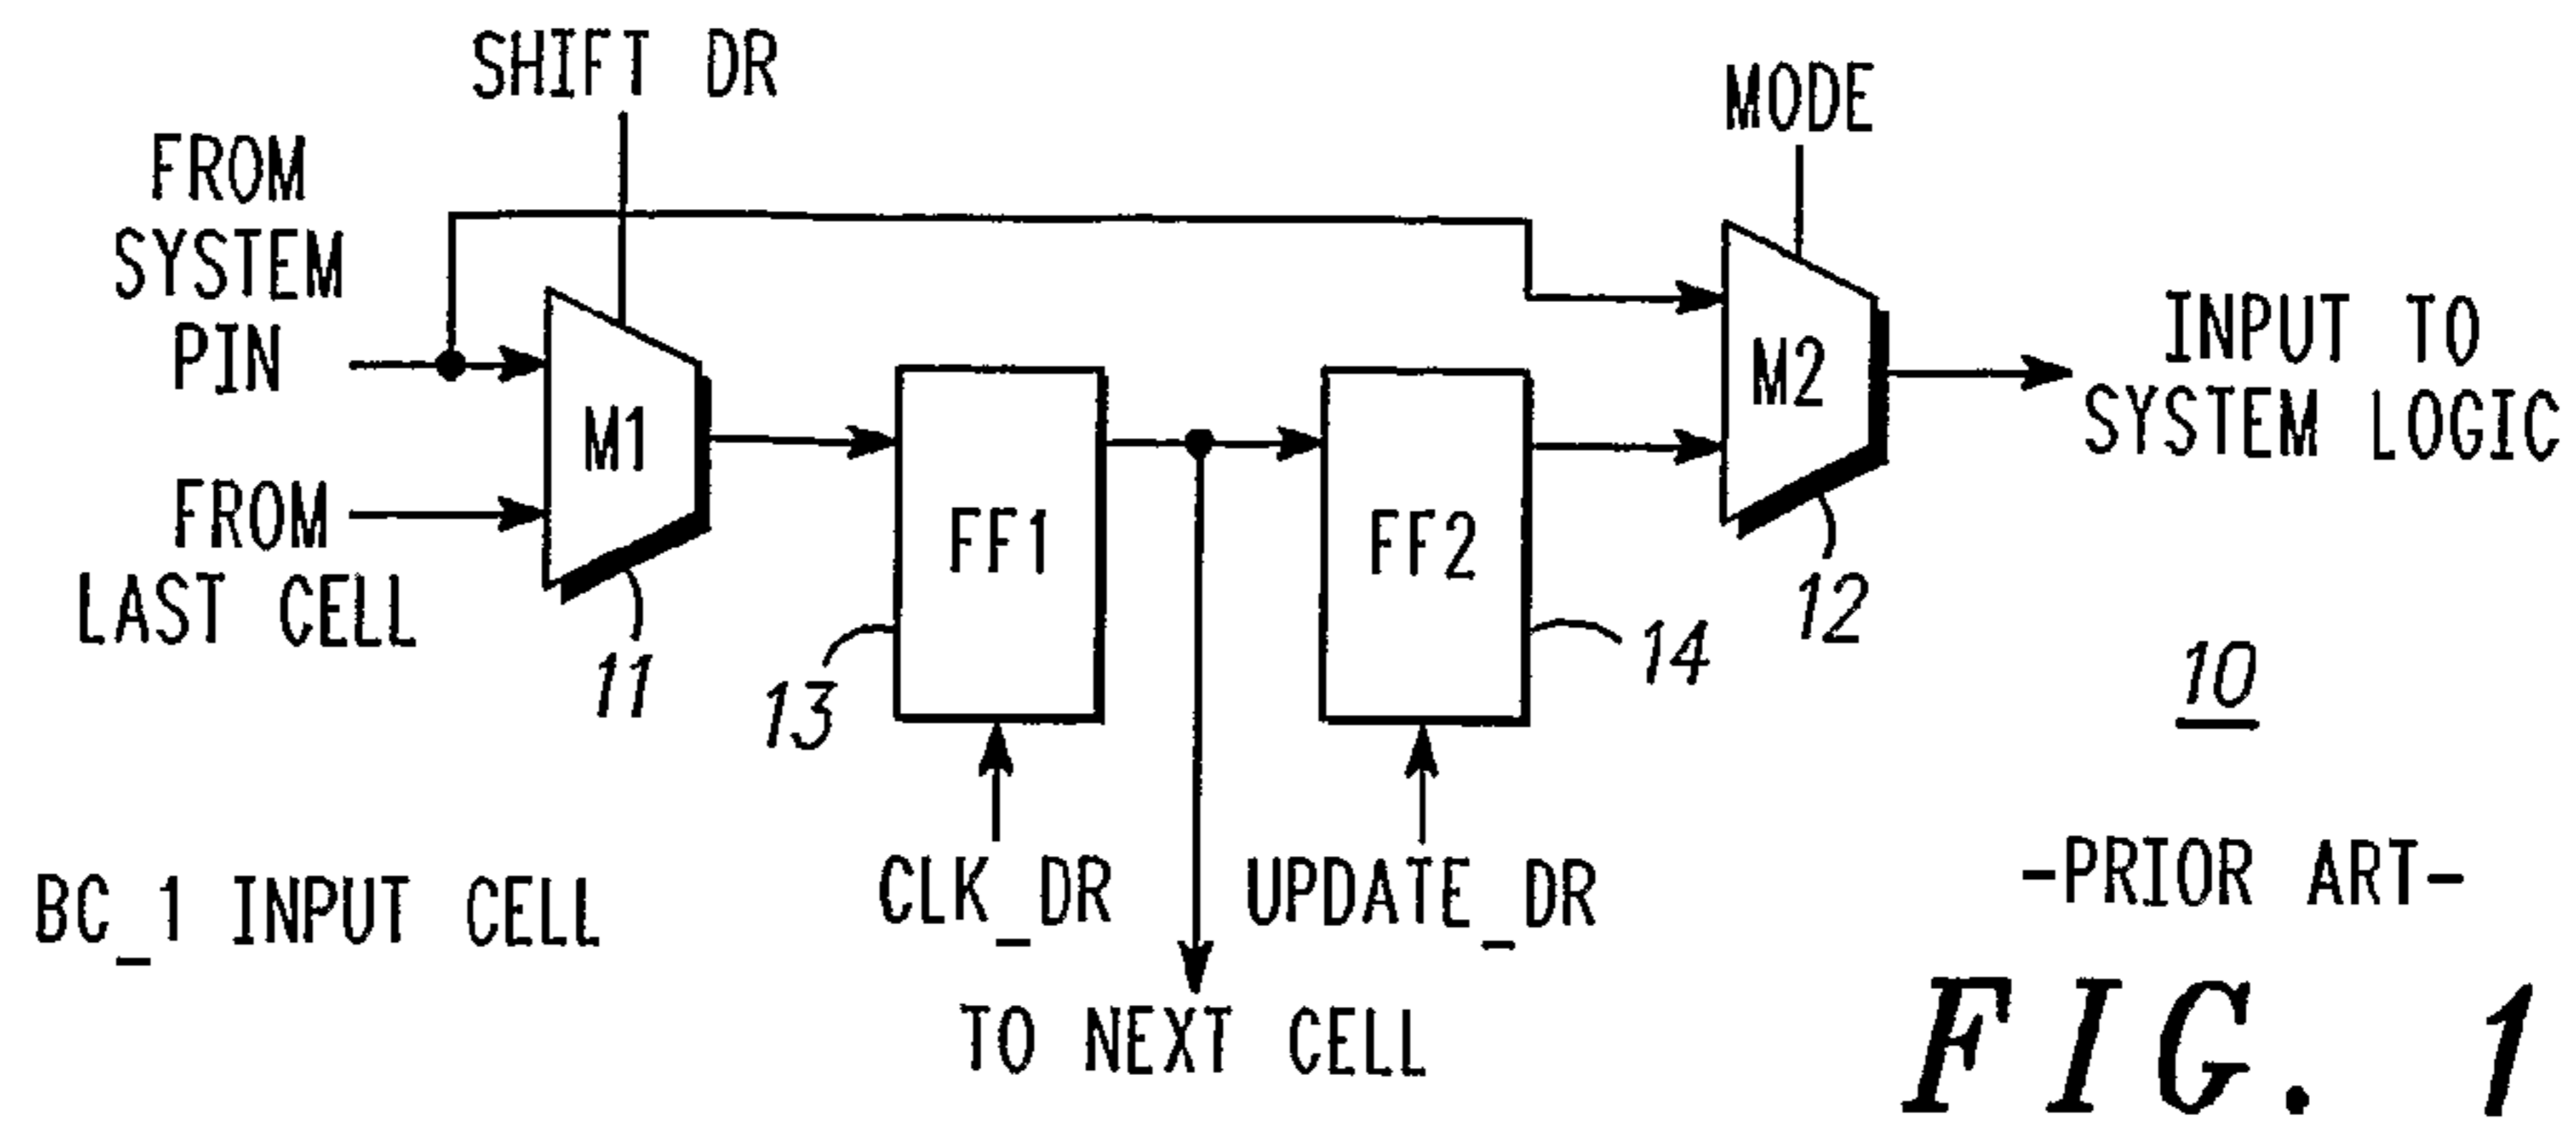 SHIFT DR
MODE
FROM
SYSTEM
PIN
INPUT TO
SYSTEM LOGIC
M1
M2
FROM
LAST CELL
FF1
FF2
11
12
13
14
10
CLK_DR
UPDATE_DR
TO NEXT CELL
BC_1 INPUT CELL
-PRIOR ART-
FIG. 1